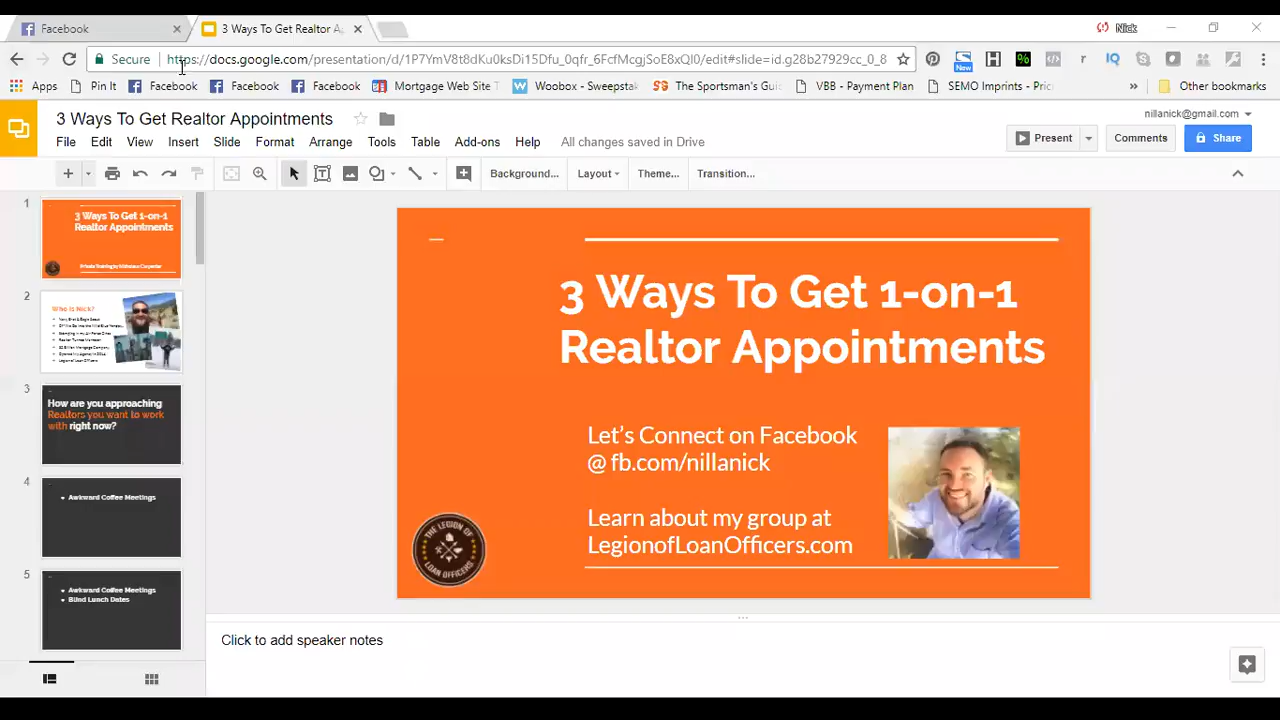 Facebook
3 Ways To Get Realtor A
Nick
Secure
https://docs.google.com/presentation/d/1P7YmV8t8dKu0ksDi15Dfu_0qfr_6FcfMcgjSoE8xQI0/edit#slide=id.g28b27929cc_0_8
Apps
Pin It
Facebook
Facebook
Facebook
Mortgage Web Site T
Woobox - Sweepstak
The Sportsman's Gui
VBB - Payment Plan
SEMO Imprints - Pric
»
Other bookmarks
New
3 Ways To Get Realtor Appointments
nillanick@gmail.com
File Edit View Insert Slide Format Arrange Tools Table Add-ons Help All changes saved in Drive
Present
Comments
Share
Background...
Layout
Theme...
Transition...
1
3 Ways To Get 1-on-1
Realtor Appointments
2
Who is Nick?
3
How are you approaching
Realtors you want to work
with right now?
4
Awkward Coffee Meetings
5
Awkward Coffee Meetings
Blind Lunch Dates
3 Ways To Get 1-on-1
Realtor Appointments
Let's Connect on Facebook
@ fb.com/nillanick
Learn about my group at
LegionofLoanOfficers.com
THE LEGION OF
LOAN OFFICERS
Click to add speaker notes